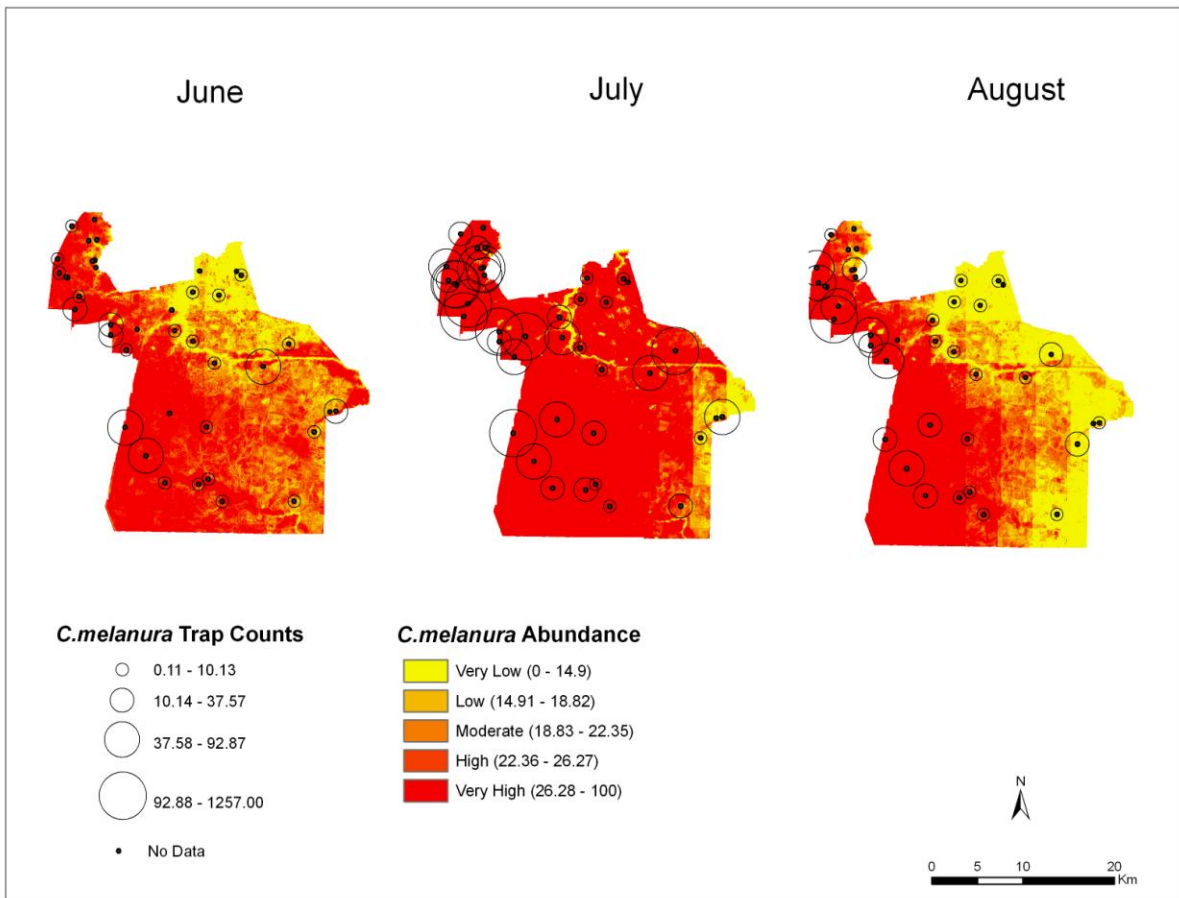 June
July
August
C.melanura Trap Counts
0.11 - 10.13
10.14 - 37.57
37.58 - 92.87
92.88 - 1257.00
No Data
C.melanura Abundance
Very Low (0 - 14.9)
Low (14.91 - 18.82)
Moderate (18.83 - 22.35)
High (22.36 - 26.27)
Very High (26.28 - 100)
N
0 5 10 20
Km